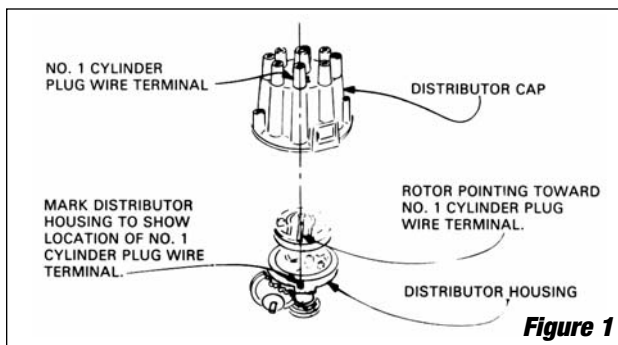 NO. 1 CYLINDER
PLUG WIRE TERMINAL
DISTRIBUTOR CAP
MARK DISTRIBUTOR
HOUSING TO SHOW
LOCATION OF NO. 1
CYLINDER PLUG WIRE
TERMINAL.
ROTOR POINTING TOWARD
NO. 1 CYLINDER PLUG
WIRE TERMINAL.
DISTRIBUTOR HOUSING
Figure 1